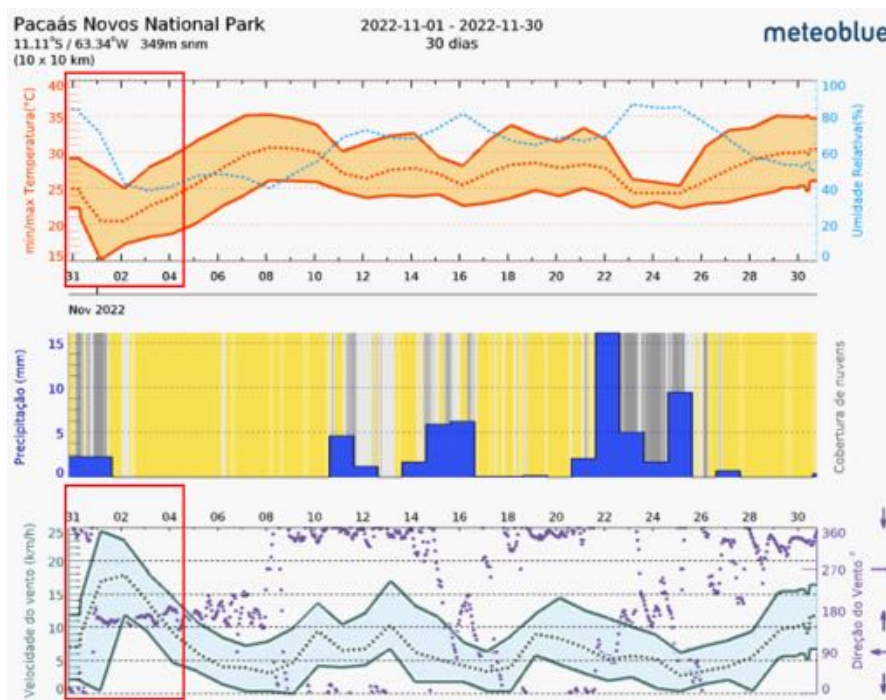 Pacaás Novos National Park
2022-11-01 - 2022-11-30
meteoblue
11.11°S / 63.34°W 349m snm
30 dias
(10 x 10 km)
min/max Temperatura(°C)
40
35
30
25
20
15
100
80
60
40
20
0
Umidade Relativa(%)
31 02 04 06 08 10 12 14 16 18 20 22 24 26 28 30
Nov 2022
Precipitação (mm)
15
10
5
0
Cobertura de nuvens
31 02 04 06 08 10 12 14 16 18 20 22 24 26 28 30
Velocidade do vento (km/h)
25
20
15
10
5
0
360
270
180
90
0
Direção do Vento °